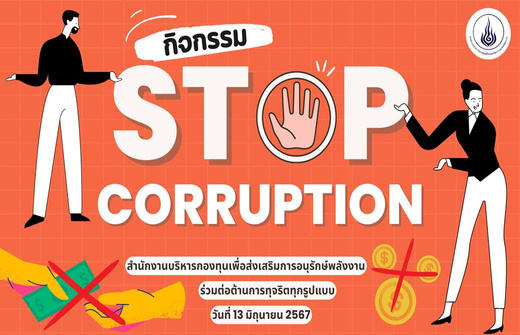 กิจกรรม
STOP
CORRUPTION
สำนักงานบริหารกองทุนเพื่อส่งเสริมการอนุรักษ์พลังงาน
ร่วมต่อต้านการทุจริตทุกรูปแบบ
วันที่ 13 มิถุนายน 2567